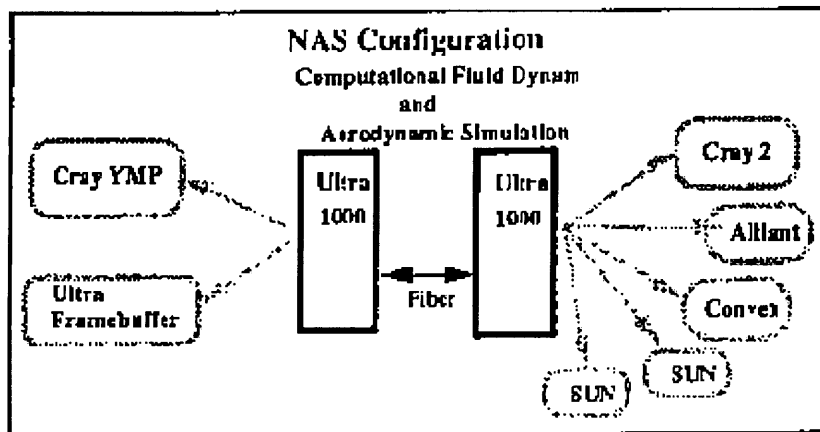 NAS Configuration
Computational Fluid Dynam
and
Aerodynamic Simulation
Cray YMP
Ultra
1000
Ultra
1000
Cray 2
Alliant
Ultra
Framebuffer
Fiber
Convex
SUN
SUN